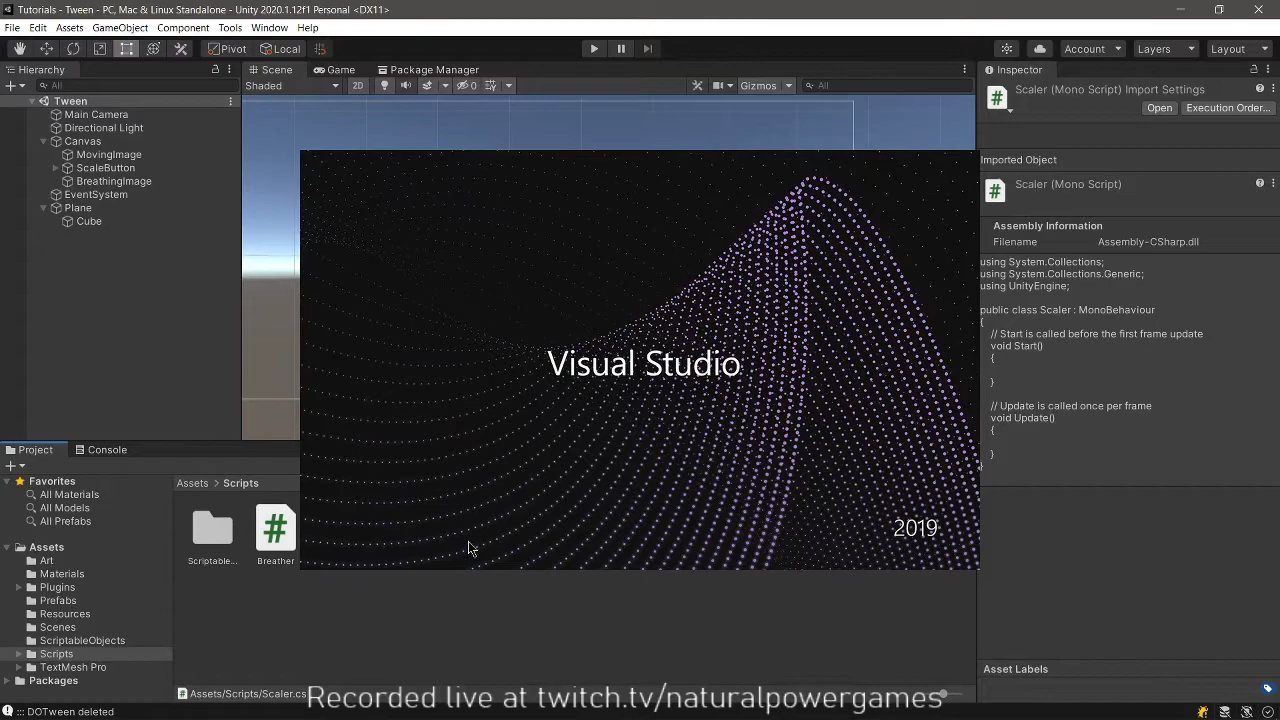 Tutorials - Tween - PC, Mac & Linux Standalone - Unity 2020.1.12f1 Personal <DX11>
File Edit Assets GameObject Component Tools Window Help
Pivot Local Account Layers Layout
Hierarchy Scene Game Package Manager Inspector
All Shaded 2D 0 Gizmos All
Scaler (Mono Script) Import Settings
Open Execution Order...
Tween
Main Camera
Directional Light
Canvas
MovingImage
ScaleButton
BreathingImage
EventSystem
Plane
Cube
Imported Object
Scaler (Mono Script)
Assembly Information
Filename Assembly-CSharp.dll
using System.Collections;
using System.Collections.Generic;
using UnityEngine;
public class Scaler : MonoBehaviour
{
// Start is called before the first frame update
void Start()
{
}
// Update is called once per frame
void Update()
{
}
}
Visual Studio
2019
Project Console
Favorites
All Materials
All Models
All Prefabs
Assets
Art
Materials
Plugins
Prefabs
Resources
Scenes
ScriptableObjects
Scripts
TextMesh Pro
Packages
Assets > Scripts
Scriptable...
#
Breather
Assets/Scripts/Scaler.cs
Asset Labels
Recorded live at twitch.tv/naturalpowergames
::: DOTween deleted